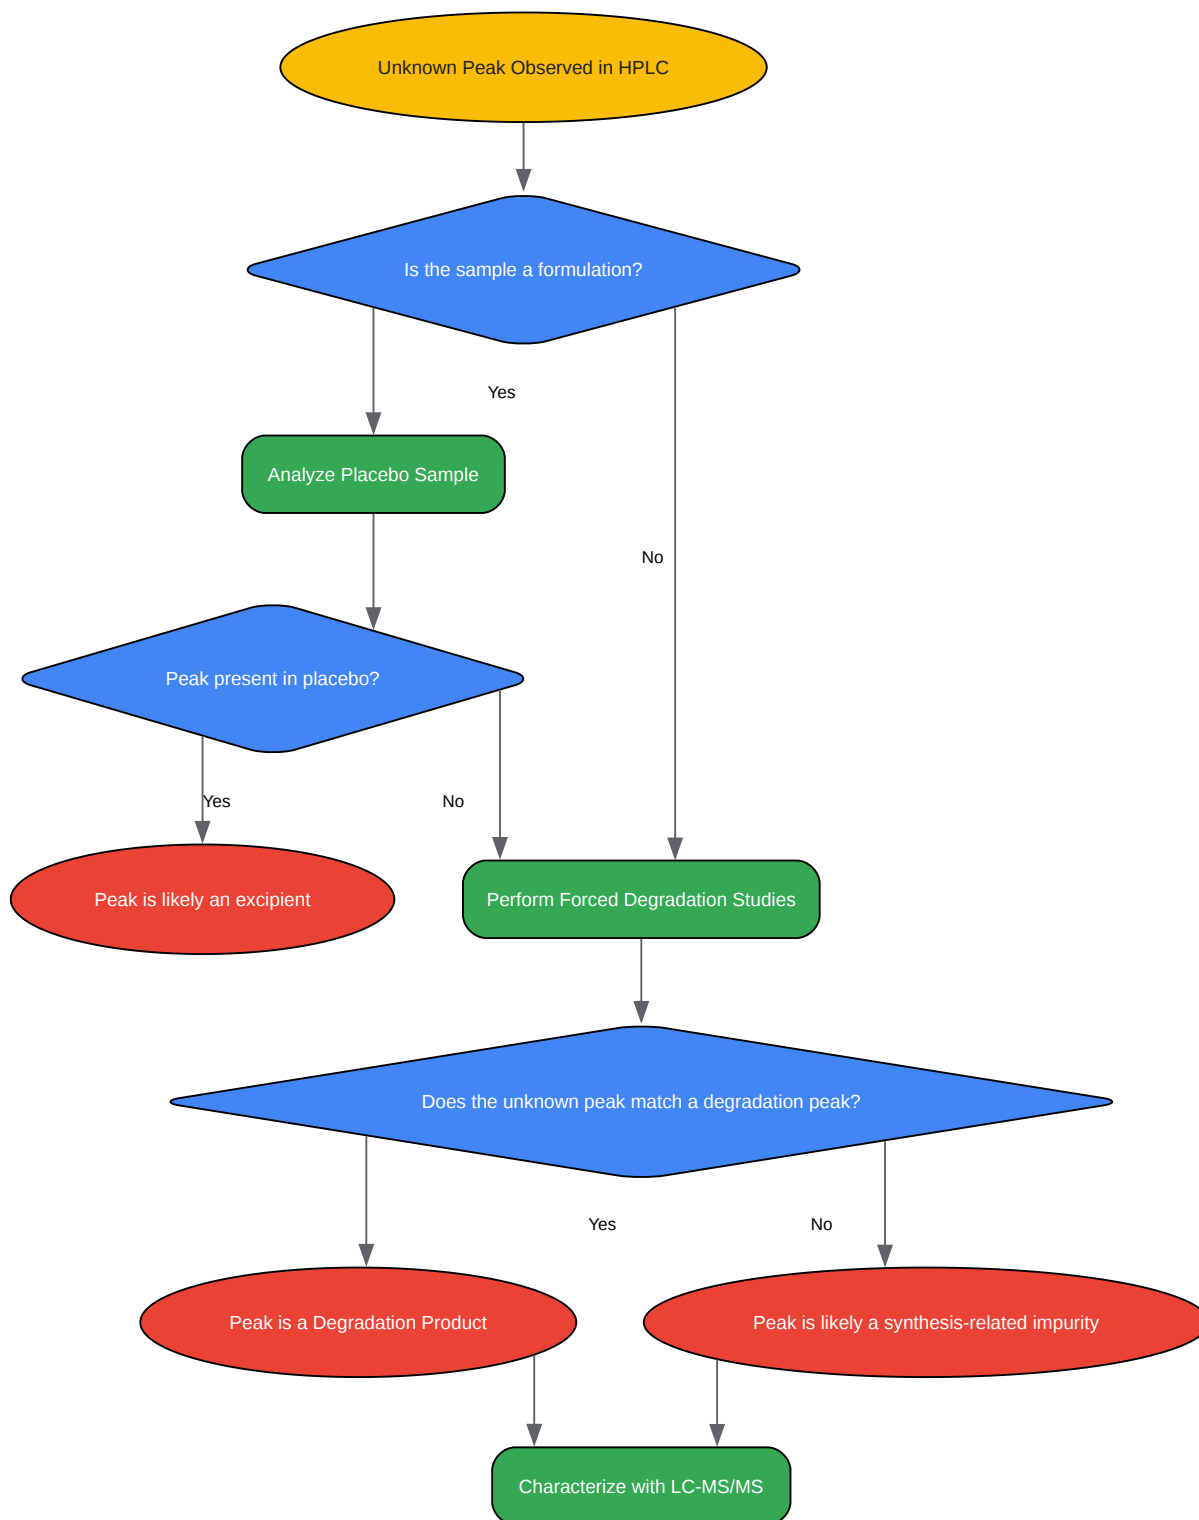 Unknown Peak Observed in HPLC
Is the sample a formulation?
Yes
Analyze Placebo Sample
No
Peak present in placebo?
Yes
No
Peak is likely an excipient
Perform Forced Degradation Studies
Does the unknown peak match a degradation peak?
Yes
No
Peak is a Degradation Product
Peak is likely a synthesis-related impurity
Characterize with LC-MS/MS